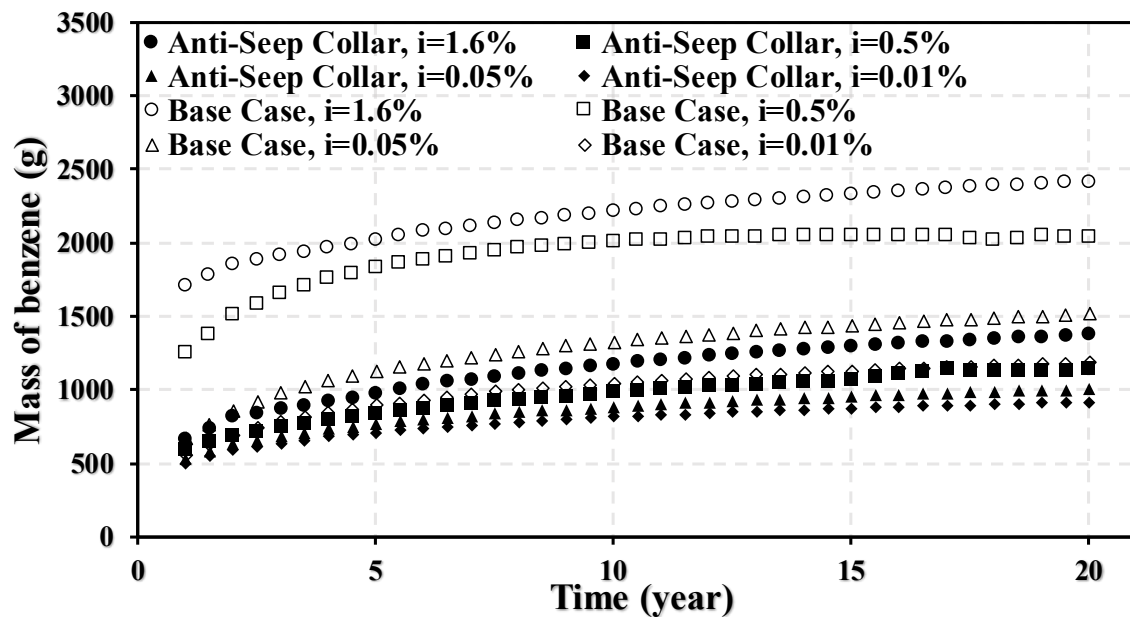 3500
3000
2500
2000
1500
1000
500
0
Mass of benzene (g)
Anti-Seep Collar, i=1.6% Anti-Seep Collar, i=0.5%
Anti-Seep Collar, i=0.05% Anti-Seep Collar, i=0.01%
Base Case, i=1.6% Base Case, i=0.5%
Base Case, i=0.05% Base Case, i=0.01%
0 5 10 15 20
Time (year)